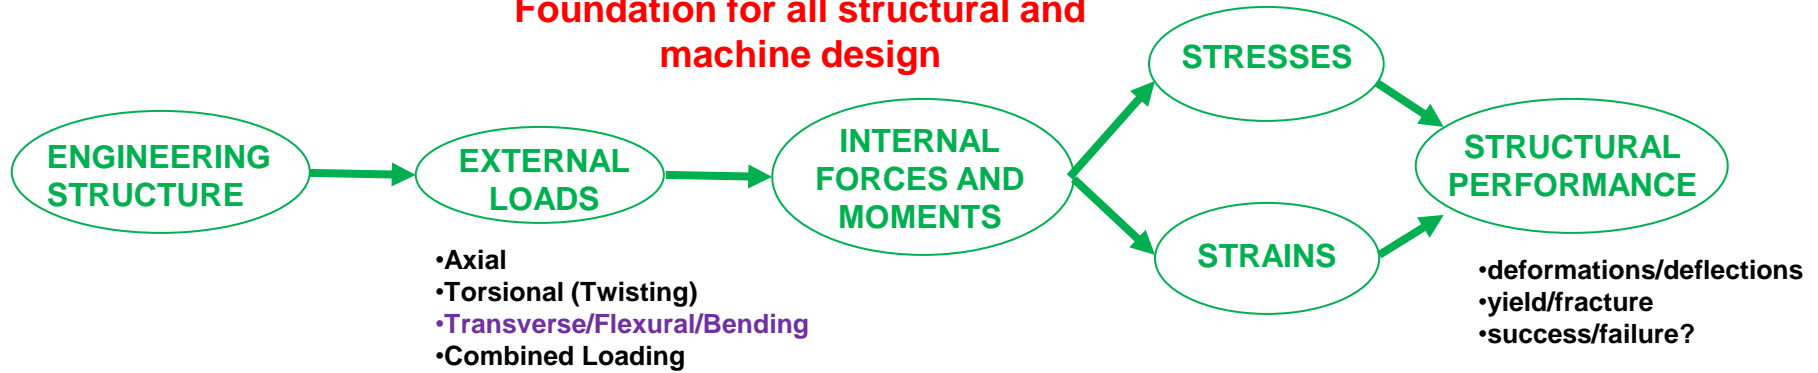 Foundation for all structural and
machine design
ENGINEERING
STRUCTURE
EXTERNAL
LOADS
•Axial
•Torsional (Twisting)
•Transverse/Flexural/Bending
•Combined Loading
INTERNAL
FORCES AND
MOMENTS
STRESSES
STRAINS
STRUCTURAL
PERFORMANCE
•deformations/deflections
•yield/fracture
•success/failure?